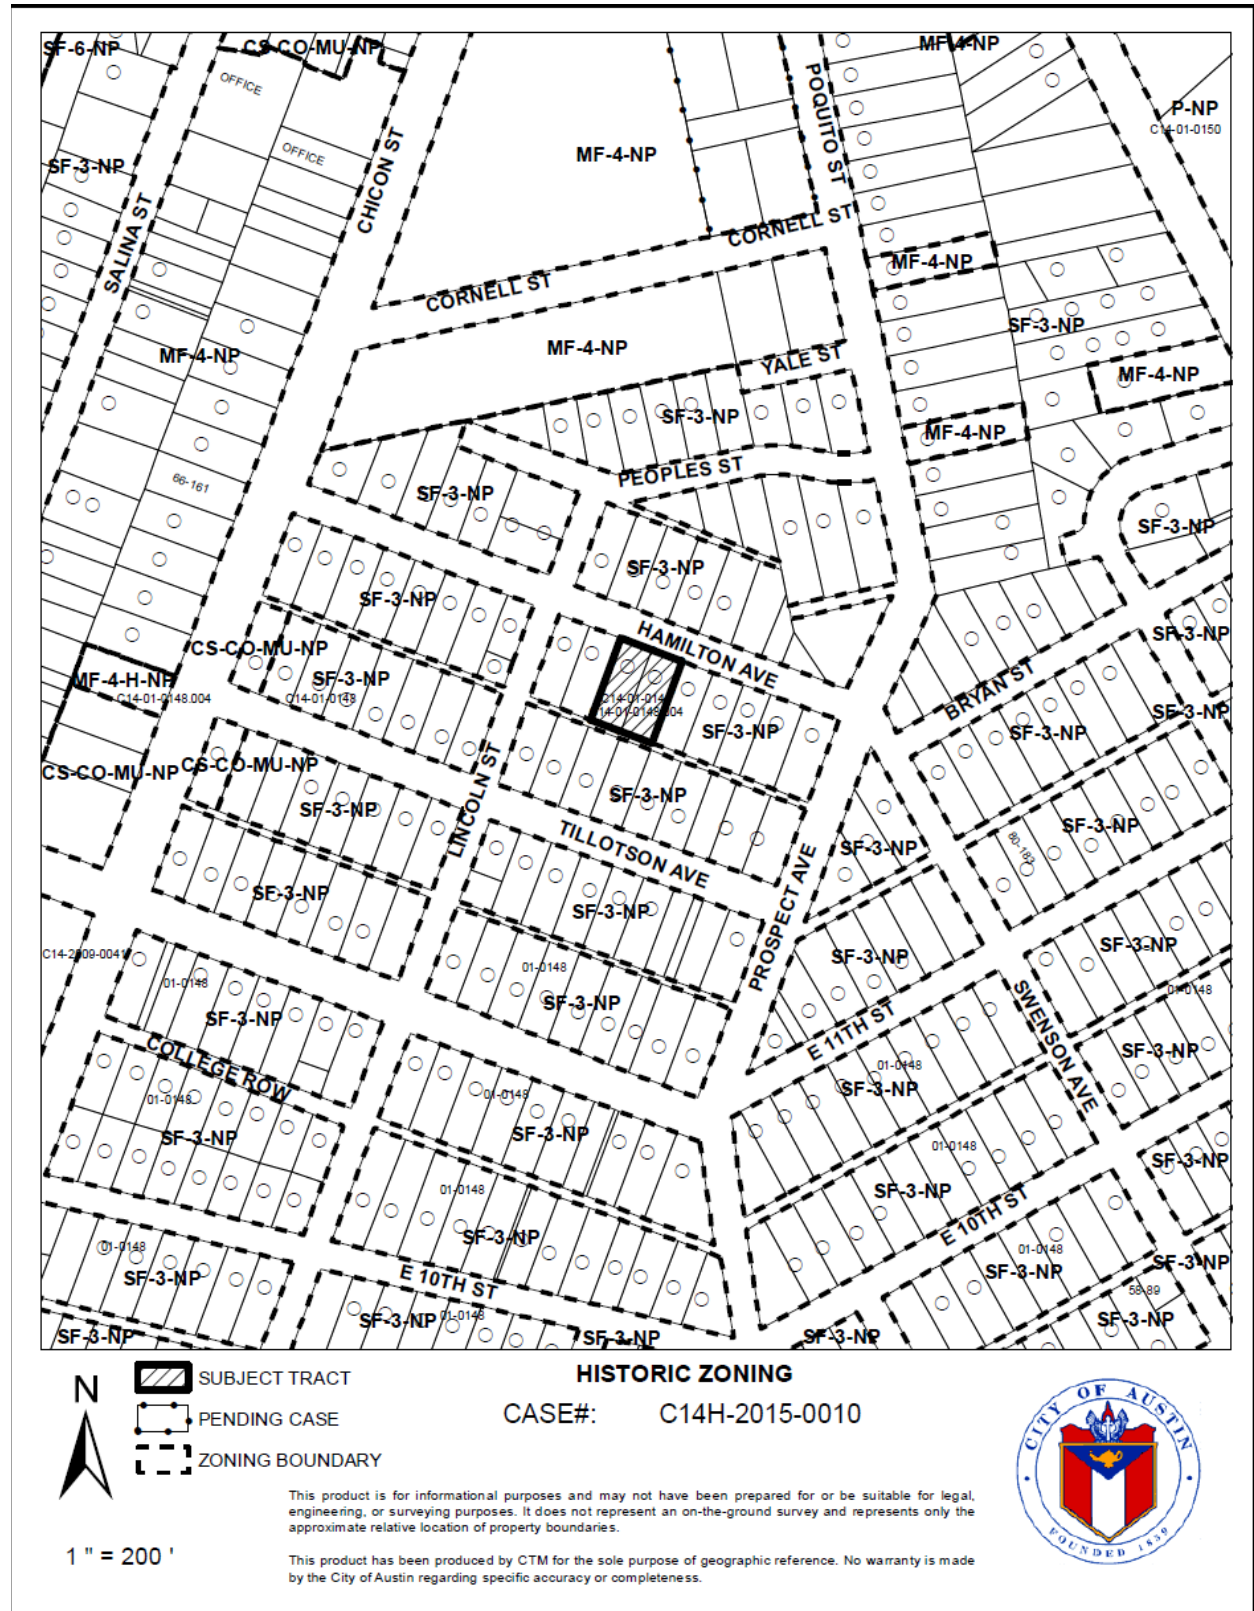 SF-6-NP
CS-CO-MU-NP
MF-4-NP
OFFICE
POQUITO ST
P-NP
C14-01-0150
CHICON ST
OFFICE
MF-4-NP
SF-3-NP
SALINA ST
CORNELL ST
MF-4-NP
CORNELL ST
SF-3-NP
MF-4-NP
MF-4-NP
YALE ST
MF-4-NP
SF-3-NP
MF-4-NP
PEOPLES ST
66-161
SF-3-NP
SF-3-NP
SF-3-NP
SF-3-NP
HAMILTON AVE
SF-3-NP
CS-CO-MU-NP
MF-4-H-NP
C14-01-0148.004
SF-3-NP
C14-01-0148
BRYAN ST
SF-3-NP
SF-3-NP
SF-3-NP
CS-CO-MU-NP
CS-CO-MU-NP
LINCOLN ST
SF-3-NP
SF-3-NP
SF-3-NP
80-183
TILLOTSON AVE
SF-3-NP
PROSPECT AVE
SF-3-NP
SF-3-NP
SF-3-NP
SF-3-NP
C14-2009-0041
01-0148
01-0148
SF-3-NP
SWENSON AVE
01-0148
SF-3-NP
E 11TH ST
SF-3-NP
COLLEGE ROW
01-0148
SF-3-NP
01-0148
01-0148
SF-3-NP
SF-3-NP
01-0148
SF-3-NP
01-0148
SF-3-NP
SF-3-NP
E 10TH ST
01-0148
SF-3-NP
01-0148
SF-3-NP
SF-3-NP
E 10TH ST
58-89
SF-3-NP
01-0148
SF-3-NP
SF-3-NP
SF-3-NP
SF-3-NP
N
SUBJECT TRACT
PENDING CASE
ZONING BOUNDARY
1 " = 200 '
HISTORIC ZONING
CASE#: C14H-2015-0010
This product is for informational purposes and may not have been prepared for or be suitable for legal,
engineering, or surveying purposes. It does not represent an on-the-ground survey and represents only the
approximate relative location of property boundaries.
This product has been produced by CTM for the sole purpose of geographic reference. No warranty is made
by the City of Austin regarding specific accuracy or completeness.
CITY OF AUSTIN
FOUNDED 1839